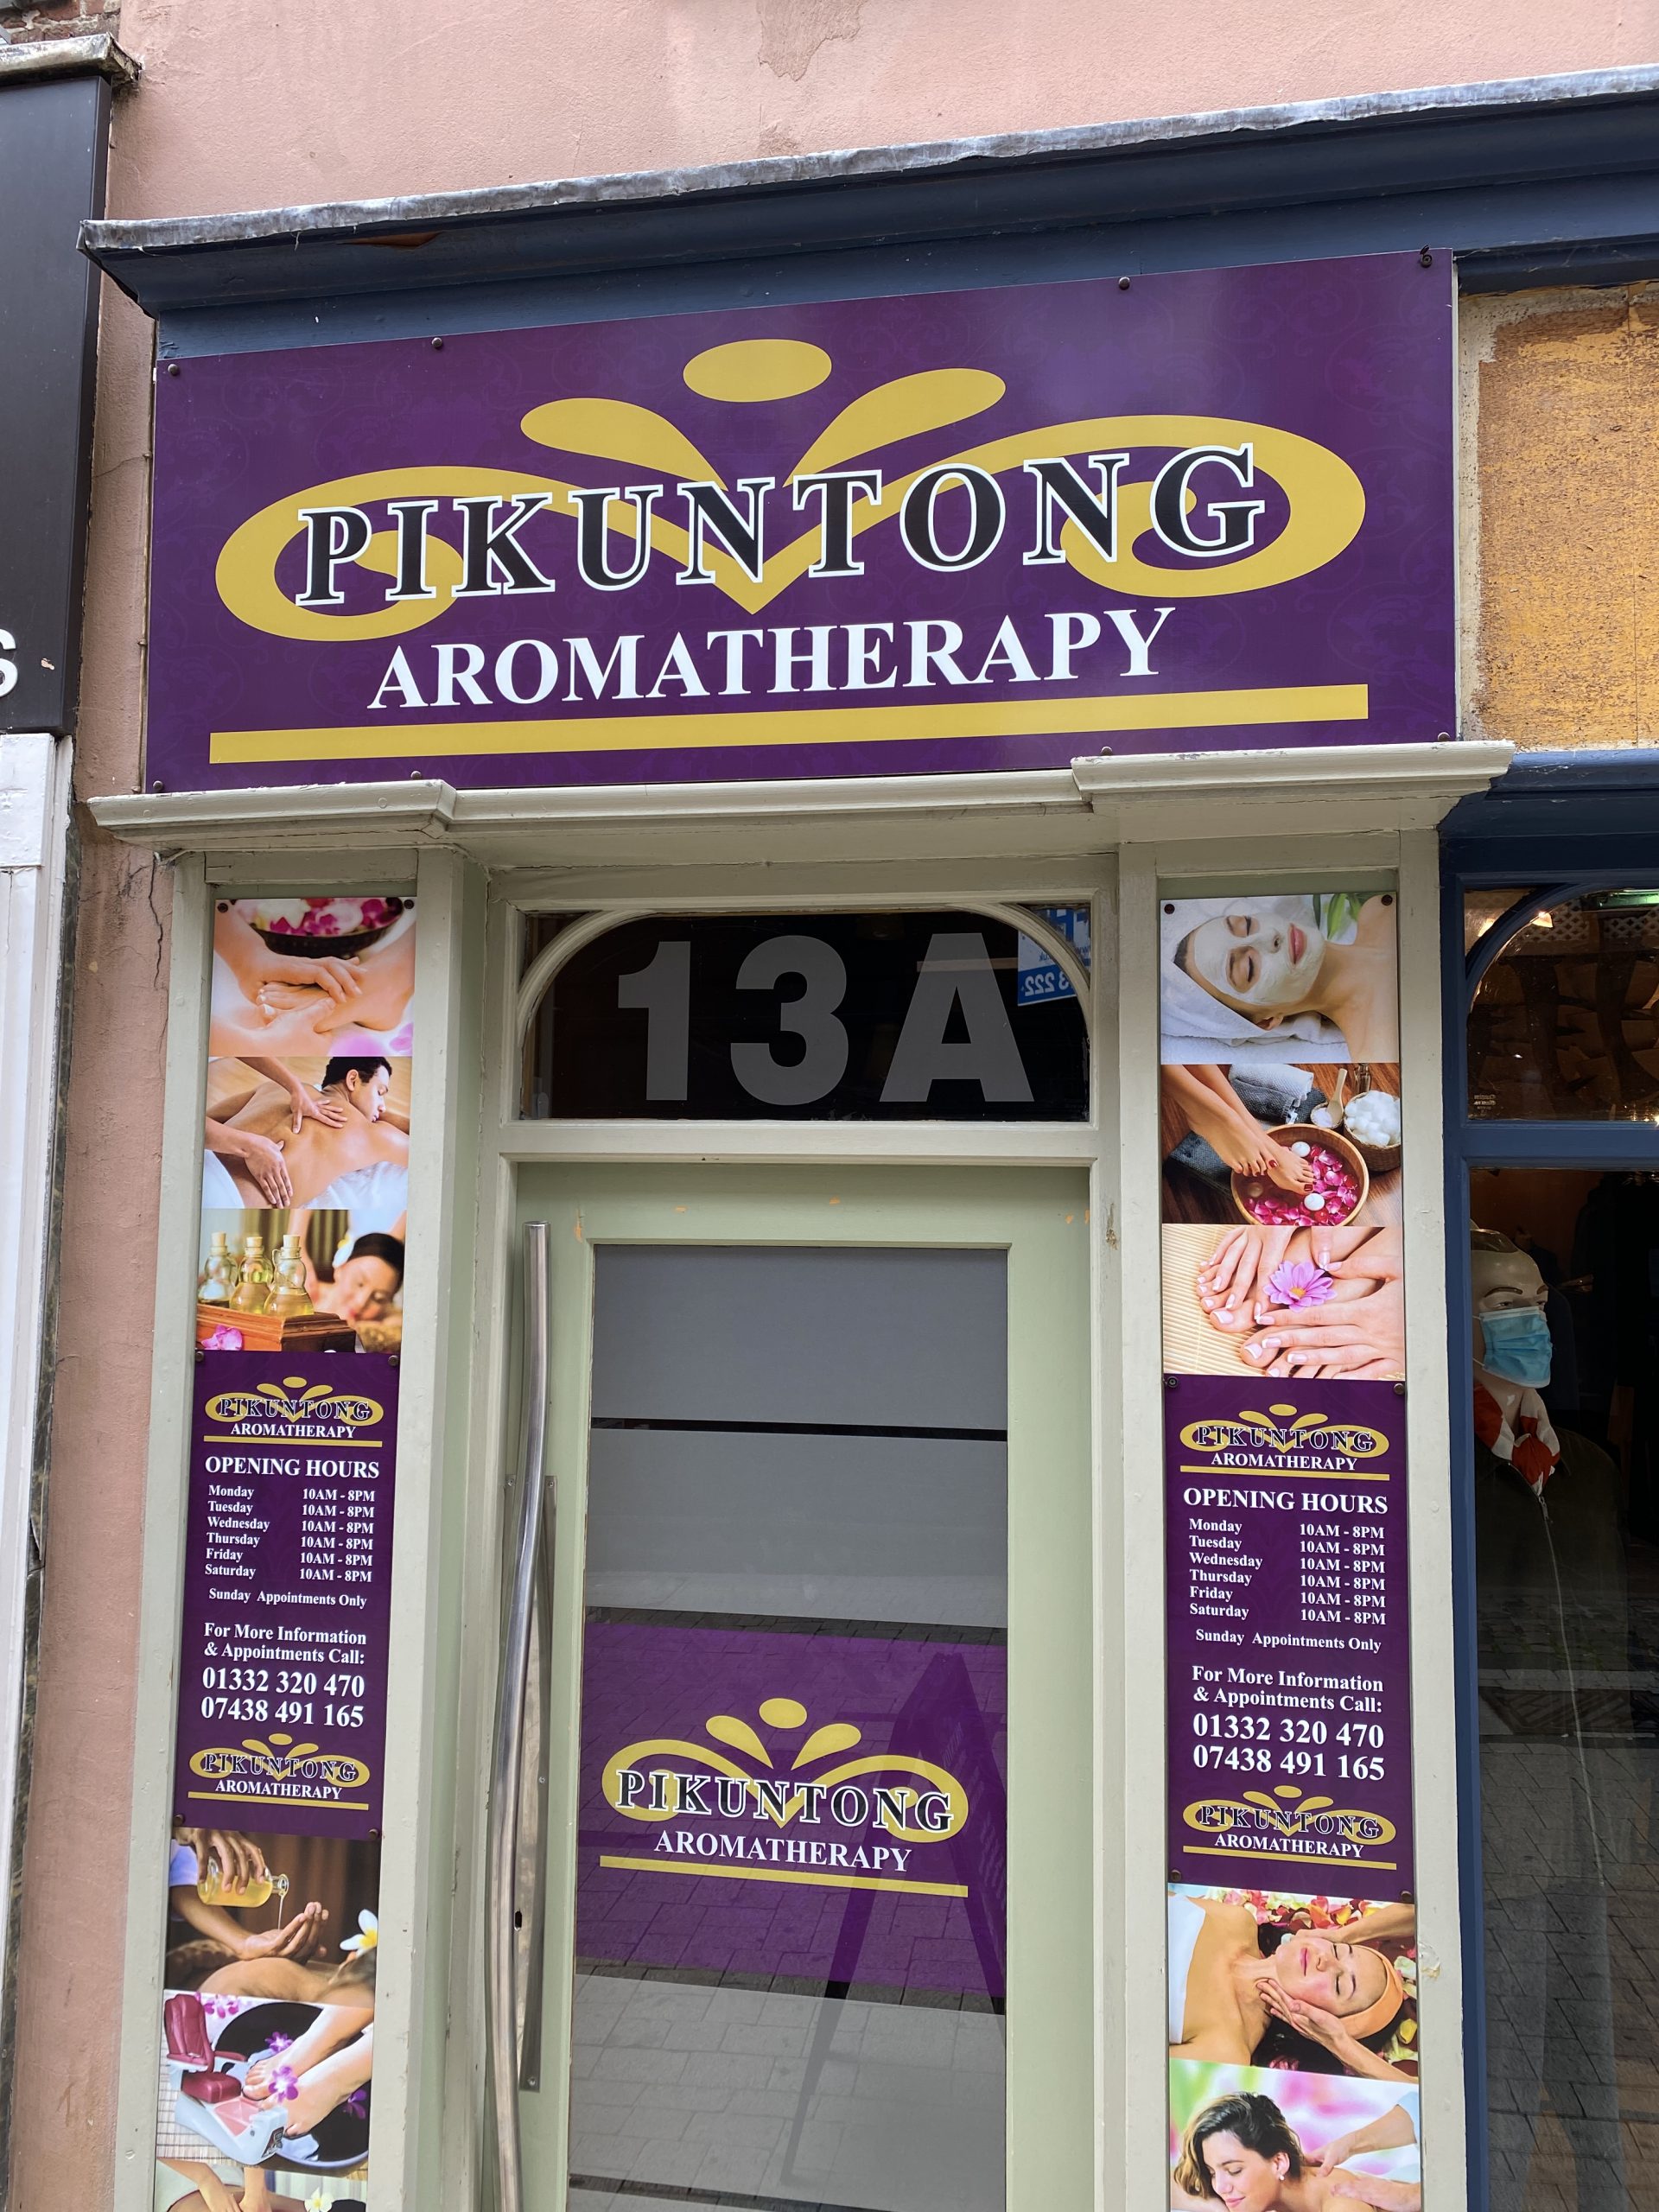 PIKUNTONG
AROMATHERAPY
13A
PIKUNTONG
AROMATHERAPY
OPENING HOURS
Monday 10AM - 8PM
Tuesday 10AM - 8PM
Wednesday 10AM - 8PM
Thursday 10AM - 8PM
Friday 10AM - 8PM
Saturday 10AM - 8PM
Sunday Appointments Only
For More Information
& Appointments Call:
01332 320 470
07438 491 165
PIKUNTONG
AROMATHERAPY
PIKUNTONG
AROMATHERAPY
PIKUNTONG
AROMATHERAPY
OPENING HOURS
Monday 10AM - 8PM
Tuesday 10AM - 8PM
Wednesday 10AM - 8PM
Thursday 10AM - 8PM
Friday 10AM - 8PM
Saturday 10AM - 8PM
Sunday Appointments Only
For More Information
& Appointments Call:
01332 320 470
07438 491 165
PIKUNTONG
AROMATHERAPY